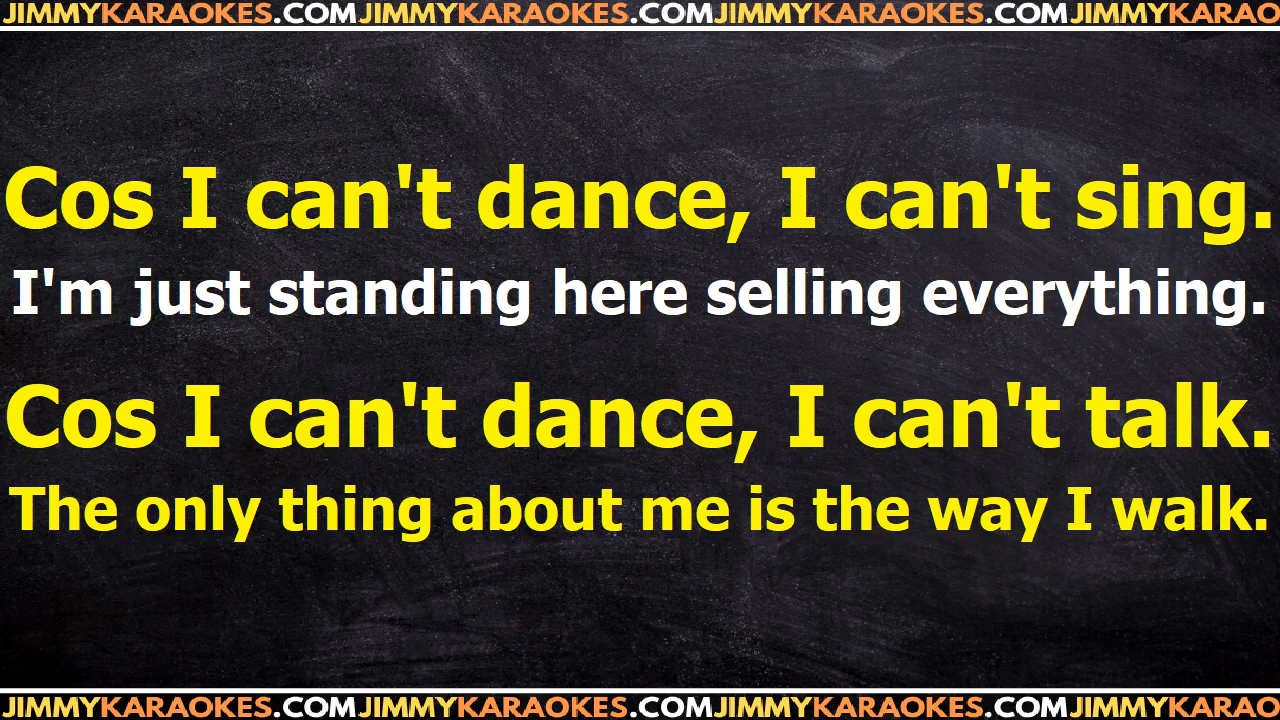 JIMMYKARAOKES.COMJIMMYKARAOKES.COMJIMMYKARAOKES.COMJIMMYKARAO
Cos I can't dance, I can't sing.
I'm just standing here selling everything.
Cos I can't dance, I can't talk.
The only thing about me is the way I walk.
JIMMYKARAOKES.COMJIMMYKARAOKES.COMJIMMYKARAOKES.COMJIMMYKARAO